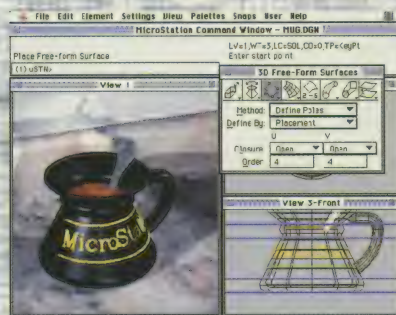 File Edit Element Settings View Palettes Snaps User Help
MicroStation Command Window - MUG.DGN
LV=1,WT=3,LC=SOL,CO=0,TP=KeyPt
Place Free-form Surface
Enter start point
(1) uSTN>
View 1
3D Free-Form Surfaces
Method: Define Poles
Define By: Placement
U V
Closure Open Open
Order 4 4
View 3-Front
MicroSt